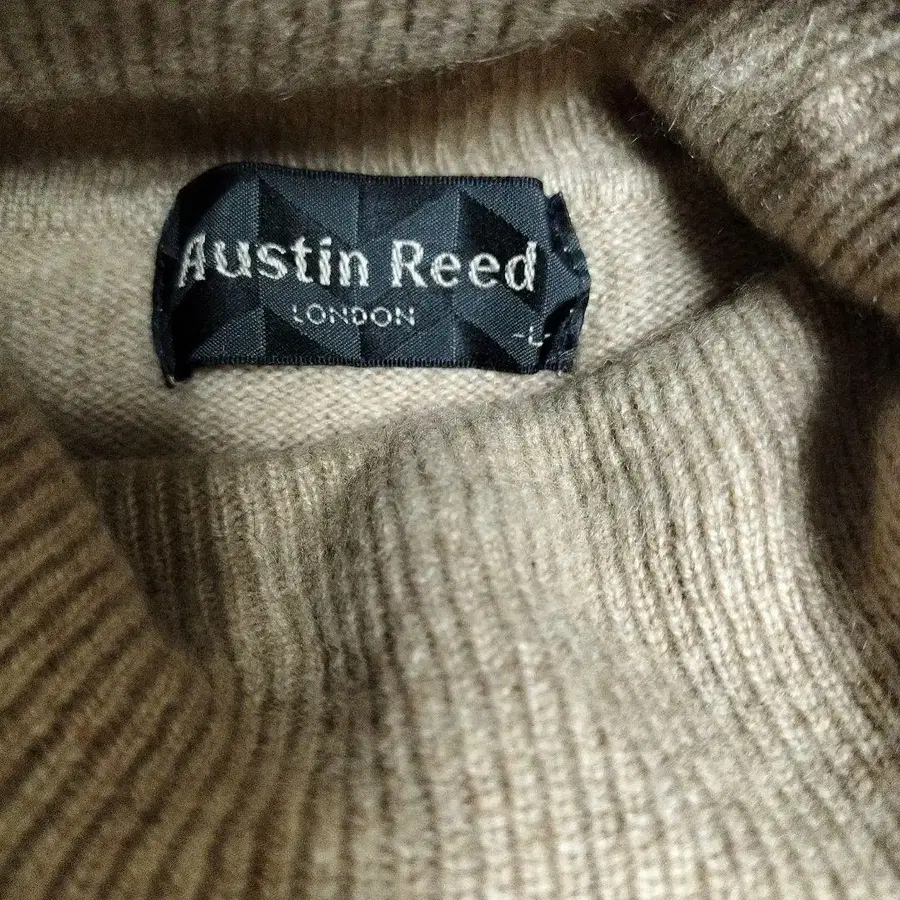 Austin Reed
LONDON
-L-